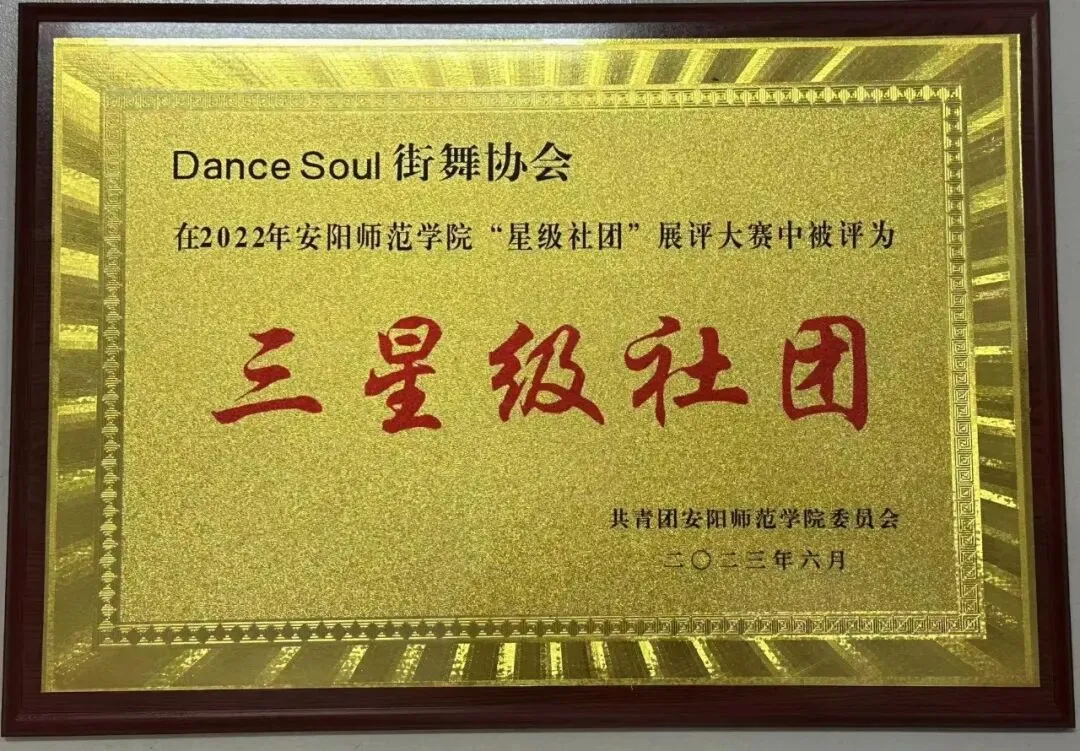 Dance Soul 街舞协会
在2022年安阳师范学院“星级社团”展评大赛中被评为
三星级社团
共青团安阳师范学院委员会
二〇二三年六月